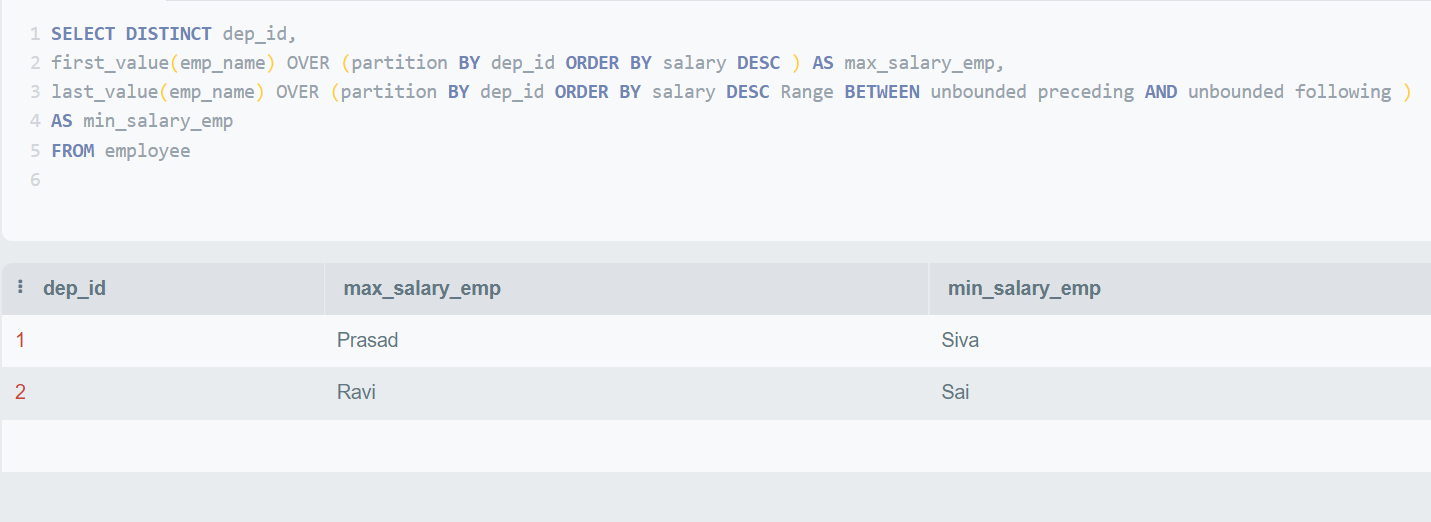 1 SELECT DISTINCT dep_id,
2 first_value(emp_name) OVER (partition BY dep_id ORDER BY salary DESC ) AS max_salary_emp,
3 last_value(emp_name) OVER (partition BY dep_id ORDER BY salary DESC Range BETWEEN unbounded preceding AND unbounded following )
4 AS min_salary_emp
5 FROM employee
6
dep_id max_salary_emp min_salary_emp
1 Prasad Siva
2 Ravi Sai